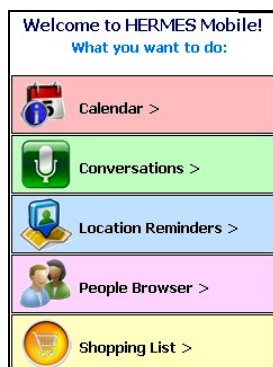 Welcome to HERMES Mobile!
What you want to do:
Calendar >
Conversations >
Location Reminders >
People Browser >
Shopping List >